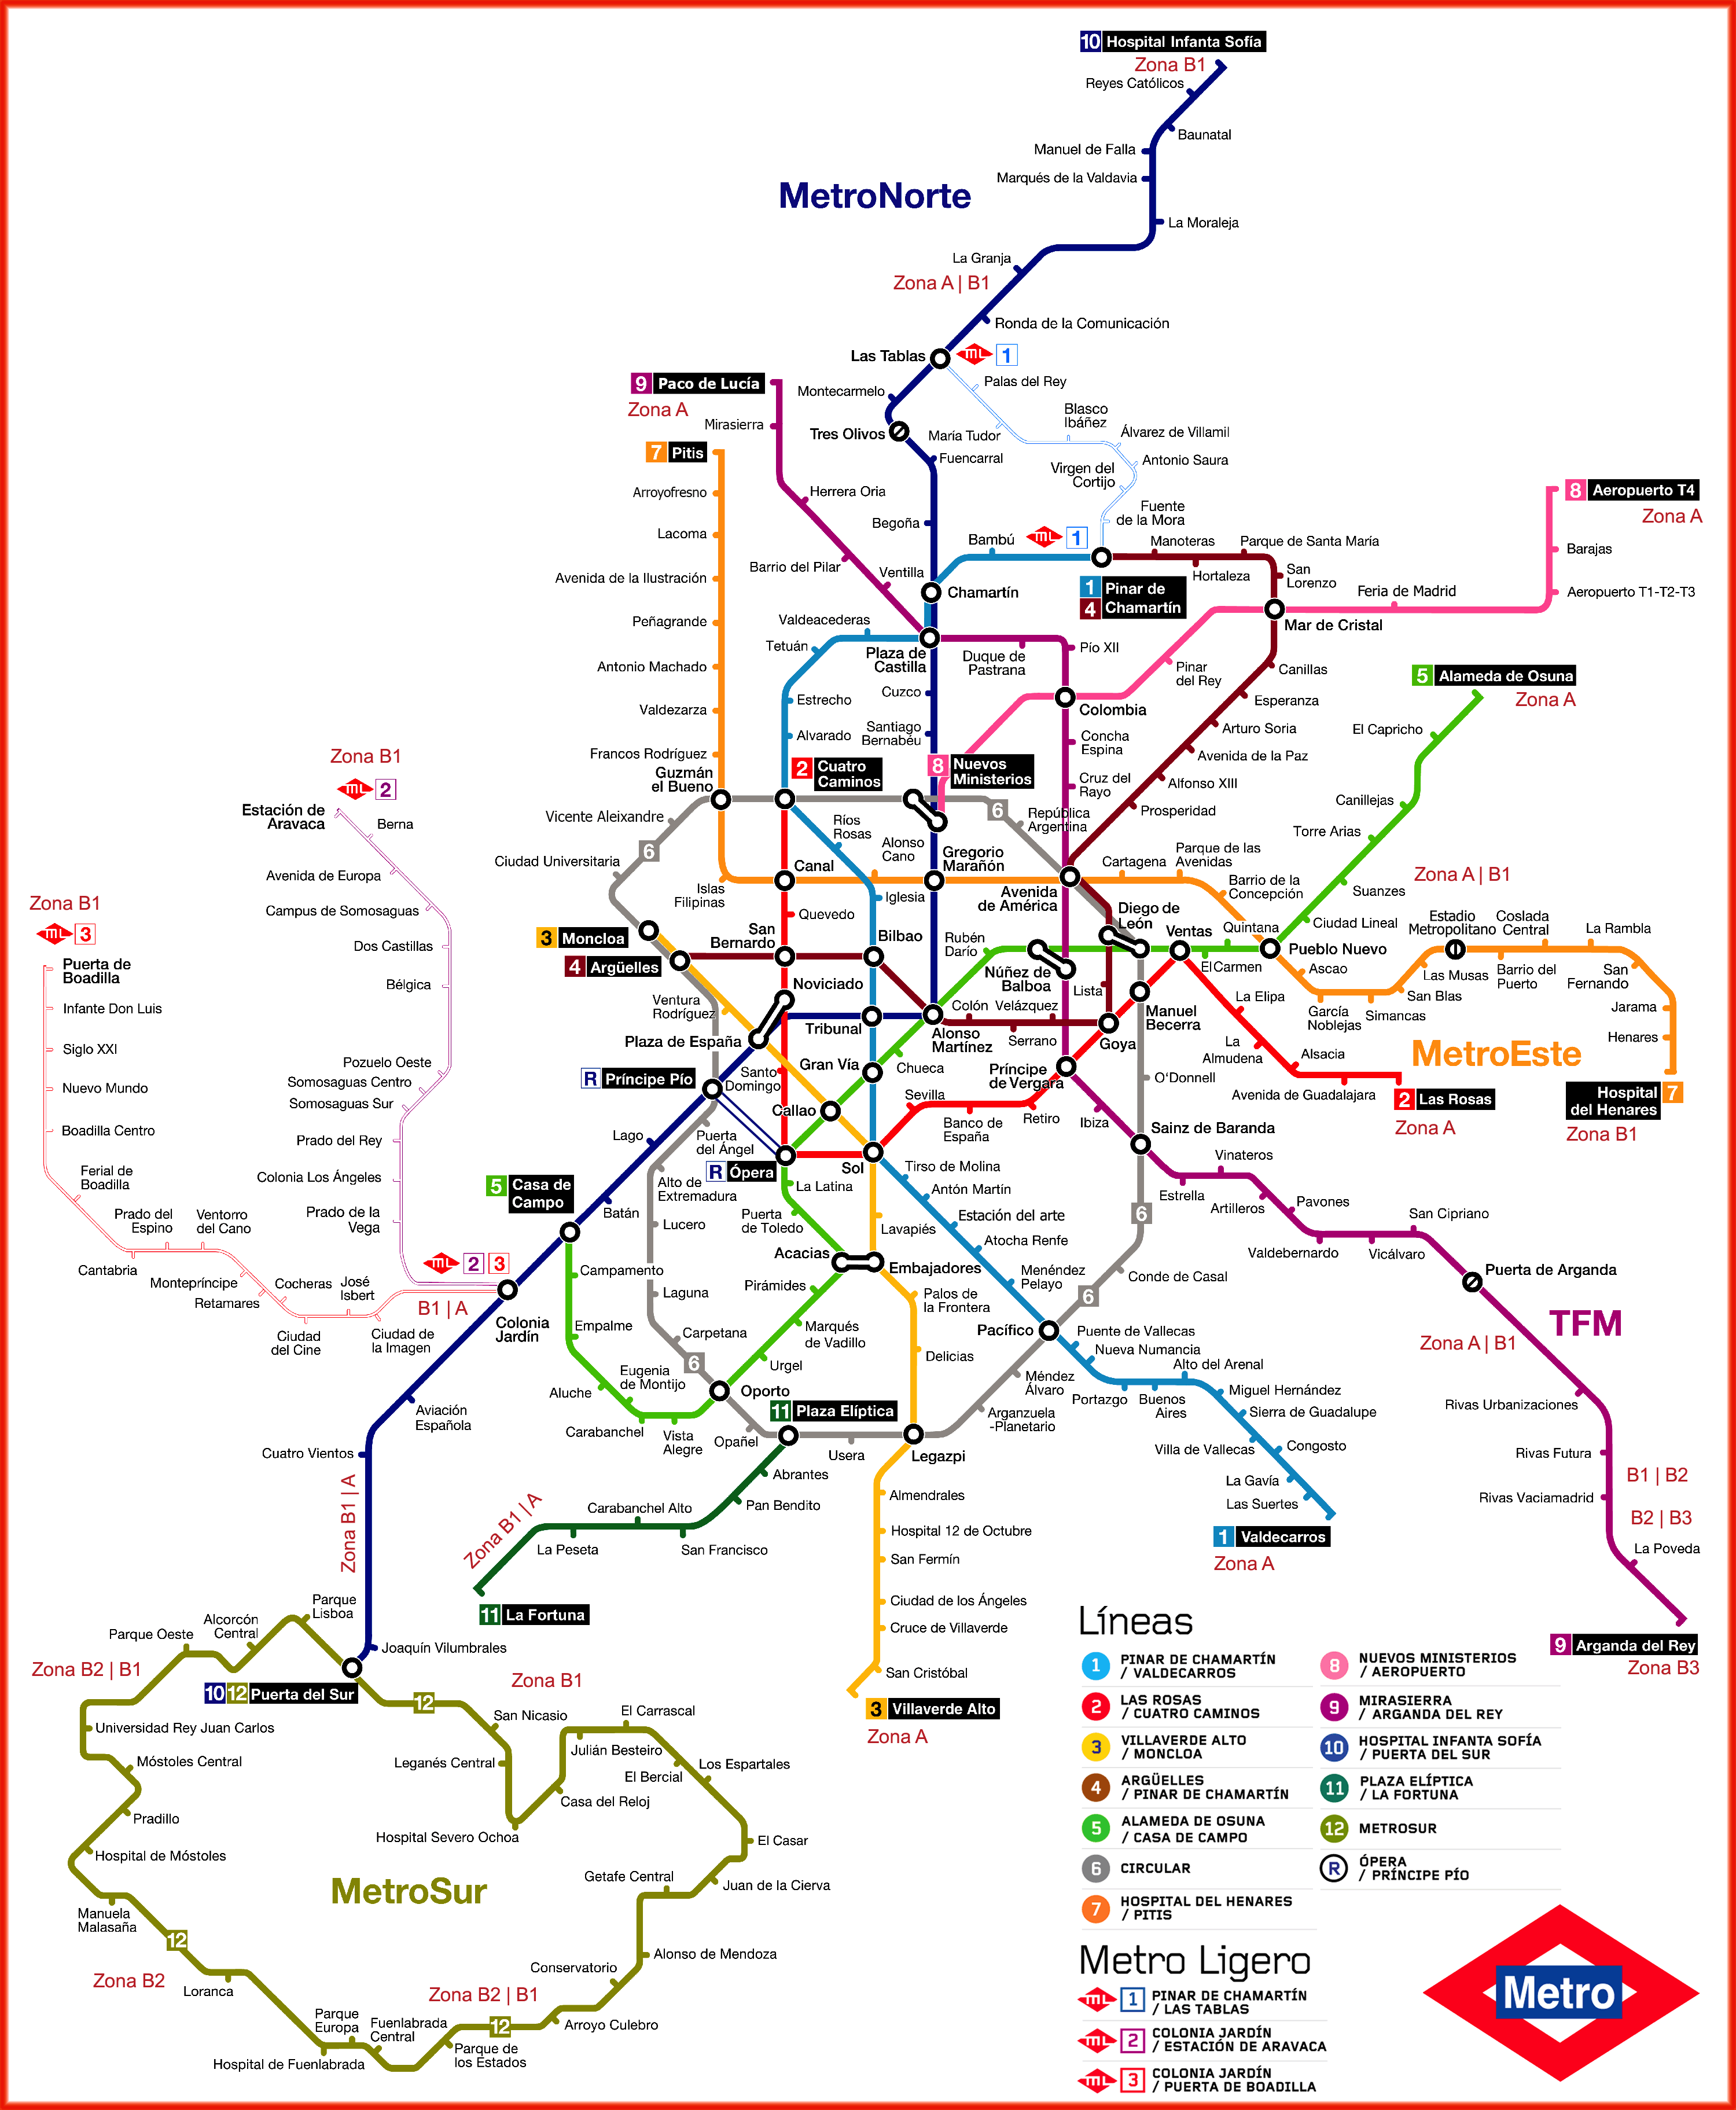 10 Hospital Infanta Sofía
Zona B1
Reyes Católicos
Baunatal
Manuel de Falla
Marqués de la Valdavia
MetroNorte
La Moraleja
La Granja
Zona A | B1
Ronda de la Comunicación
Las Tablas
mL 1
9 Paco de Lucía
Zona A
Palas del Rey
Montecarmelo
Mirasierra
Blasco
Ibáñez
Tres Olivos
María Tudor
Álvarez de Villamil
7 Pitis
Fuencarral
Antonio Saura
Virgen del
Cortijo
Arroyofresno
Herrera Oria
8 Aeropuerto T4
Zona A
Fuente
de la Mora
Begoña
Lacoma
Bambú
mL 1
Manoteras
Parque de Santa María
Barajas
Barrio del Pilar
Ventilla
Hortaleza
San
Lorenzo
Avenida de la Ilustración
Chamartín
1 Pinar de
4 Chamartín
Feria de Madrid
Aeropuerto T1-T2-T3
Peñagrande
Valdeacederas
Mar de Cristal
Tetuán
Plaza de
Castilla
Duque de
Pastrana
Pío XII
Antonio Machado
Pinar
del Rey
Canillas
5 Alameda de Osuna
Zona A
Cuzco
Estrecho
Esperanza
Valdezarza
Colombia
Santiago
Bernabéu
Alvarado
Concha
Espina
Arturo Soria
El Capricho
Francos Rodríguez
Avenida de la Paz
Zona B1
mL 2
Guzmán
el Bueno
2 Cuatro
Caminos
8 Nuevos
Ministerios
Cruz del
Rayo
Alfonso XIII
Canillejas
Estación de
Aravaca
Berna
Vicente Aleixandre
6
Ríos
Rosas
6
República
Argentina
Prosperidad
Torre Arias
Ciudad Universitaria
Alonso
Cano
Gregorio
Marañón
Cartagena
Parque de las
Avenidas
Avenida de Europa
Canal
Islas
Filipinas
Iglesia
Avenida
de América
Barrio de la
Concepción
Suanzes
Zona A | B1
Zona B1
mL 3
Campus de Somosaguas
Quevedo
Diego de
León
Ventas
Quintana
Ciudad Lineal
Estadio
Metropolitano
Coslada
Central
La Rambla
3 Moncloa
San
Bernardo
Bilbao
Rubén
Darío
Pueblo Nuevo
Dos Castillas
4 Argüelles
Núñez de
Balboa
El Carmen
Ascao
Las Musas
Barrio del
Puerto
San
Fernando
Puerta de
Boadilla
Bélgica
Noviciado
Lista
La Elipa
San Blas
Infante Don Luis
Ventura
Rodríguez
Colón
Velázquez
Manuel
Becerra
García
Noblejas
Simancas
Jarama
Plaza de España
Tribunal
Alonso
Martínez
Serrano
Goya
La
Almudena
Alsacia
Henares
Siglo XXI
Pozuelo Oeste
Gran Vía
Chueca
Príncipe
de Vergara
MetroEste
Somosaguas Centro
R Príncipe Pío
Santo
Domingo
O'Donnell
Nuevo Mundo
Somosaguas Sur
Callao
Sevilla
Avenida de Guadalajara
2 Las Rosas
Zona A
Hospital
del Henares 7
Zona B1
Boadilla Centro
Prado del Rey
Lago
Puerta
del Ángel
Banco de
España
Retiro
Ibiza
Sainz de Baranda
R Ópera
Sol
Tirso de Molina
Vinateros
Ferial de
Boadilla
Colonia Los Ángeles
5 Casa de
Campo
Alto de
Extremadura
La Latina
Antón Martín
Estrella
Pavones
Prado del
Espino
Ventorro
del Cano
Prado de la
Vega
Batán
Lucero
Puerta
de Toledo
Lavapiés
Estación del arte
6
Artilleros
San Cipriano
Cantabria
Montepríncipe
mL 2 3
Acacias
Embajadores
Atocha Renfe
Valdebernardo
Vicálvaro
Retamares
Cocheras
José
Isbert
Campamento
Laguna
Pirámides
Menéndez
Pelayo
Conde de Casal
Puerta de Arganda
B1 | A
Colonia
Jardín
Palos de
la Frontera
6
Ciudad
del Cine
Ciudad de
la Imagen
Empalme
Carpetana
Marqués
de Vadillo
Pacífico
Puente de Vallecas
TFM
Zona A | B1
Eugenia
de Montijo
6
Urgel
Delicias
Nueva Numancia
Alto del Arenal
Aluche
Oporto
Méndez
Álvaro
Portazgo
Buenos
Aires
Miguel Hernández
Rivas Urbanizaciones
Aviación
Española
11 Plaza Elíptica
Arganzuela
-Planetario
Sierra de Guadalupe
Carabanchel
Vista
Alegre
Opañel
Usera
Legazpi
Villa de Vallecas
Congosto
Cuatro Vientos
Abrantes
La Gavía
Rivas Futura
B1 | B2
Zona B1 | A
Zona B1 | A
Carabanchel Alto
Pan Bendito
Almendrales
Las Suertes
Rivas Vaciamadrid
B2 | B3
La Peseta
San Francisco
Hospital 12 de Octubre
1 Valdecarros
Zona A
La Poveda
San Fermín
11 La Fortuna
Ciudad de los Ángeles
Parque
Lisboa
Alcorcón
Central
Cruce de Villaverde
9 Arganda del Rey
Zona B3
Parque Oeste
Joaquín Vilumbrales
San Cristóbal
Zona B2 | B1
10 12 Puerta del Sur
Zona B1
12
3 Villaverde Alto
Zona A
Universidad Rey Juan Carlos
San Nicasio
El Carrascal
Móstoles Central
Leganés Central
Julián Besteiro
Los Espartales
El Bercial
Pradillo
Casa del Reloj
Hospital Severo Ochoa
El Casar
Hospital de Móstoles
MetroSur
Getafe Central
Juan de la Cierva
Manuela
Malasaña
12
Alonso de Mendoza
Zona B2
Loranca
Conservatorio
Zona B2 | B1
Parque
Europa
Fuenlabrada
Central
12
Arroyo Culebro
Hospital de Fuenlabrada
Parque de
los Estados
Líneas
1 PINAR DE CHAMARTÍN
/ VALDECARROS
2 LAS ROSAS
/ CUATRO CAMINOS
3 VILLAVERDE ALTO
/ MONCLOA
4 ARGÜELLES
/ PINAR DE CHAMARTÍN
5 ALAMEDA DE OSUNA
/ CASA DE CAMPO
6 CIRCULAR
7 HOSPITAL DEL HENARES
/ PITIS
8 NUEVOS MINISTERIOS
/ AEROPUERTO
9 MIRASIERRA
/ ARGANDA DEL REY
10 HOSPITAL INFANTA SOFÍA
/ PUERTA DEL SUR
11 PLAZA ELÍPTICA
/ LA FORTUNA
12 METROSUR
R ÓPERA
/ PRÍNCIPE PÍO
Metro Ligero
mL 1 PINAR DE CHAMARTÍN
/ LAS TABLAS
mL 2 COLONIA JARDÍN
/ ESTACIÓN DE ARAVACA
mL 3 COLONIA JARDÍN
/ PUERTA DE BOADILLA
Metro